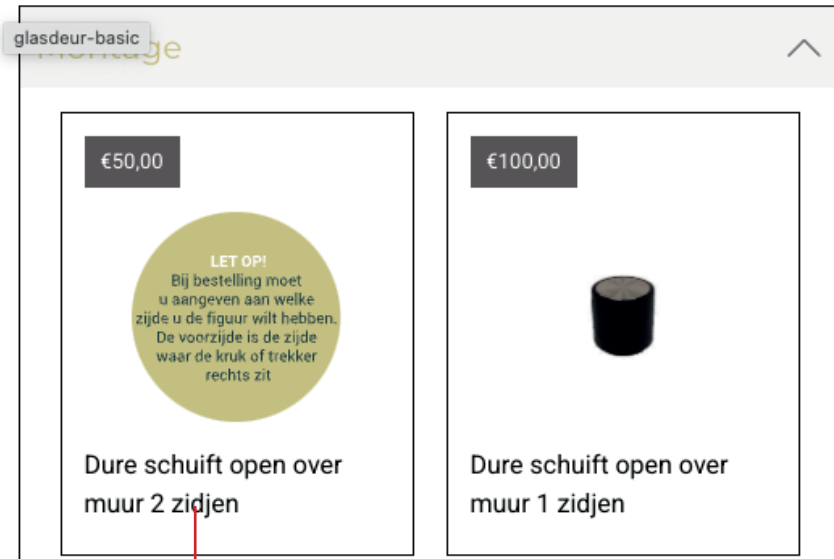 glasdeur-basic
Montage
€50,00
LET OP!
Bij bestelling moet
u aangeven aan welke
zijde u de figuur wilt hebben.
De voorzijde is de zijde
waar de kruk of trekker
rechts zit
Dure schuift open over
muur 2 zidjen
€100,00
Dure schuift open over
muur 1 zidjen